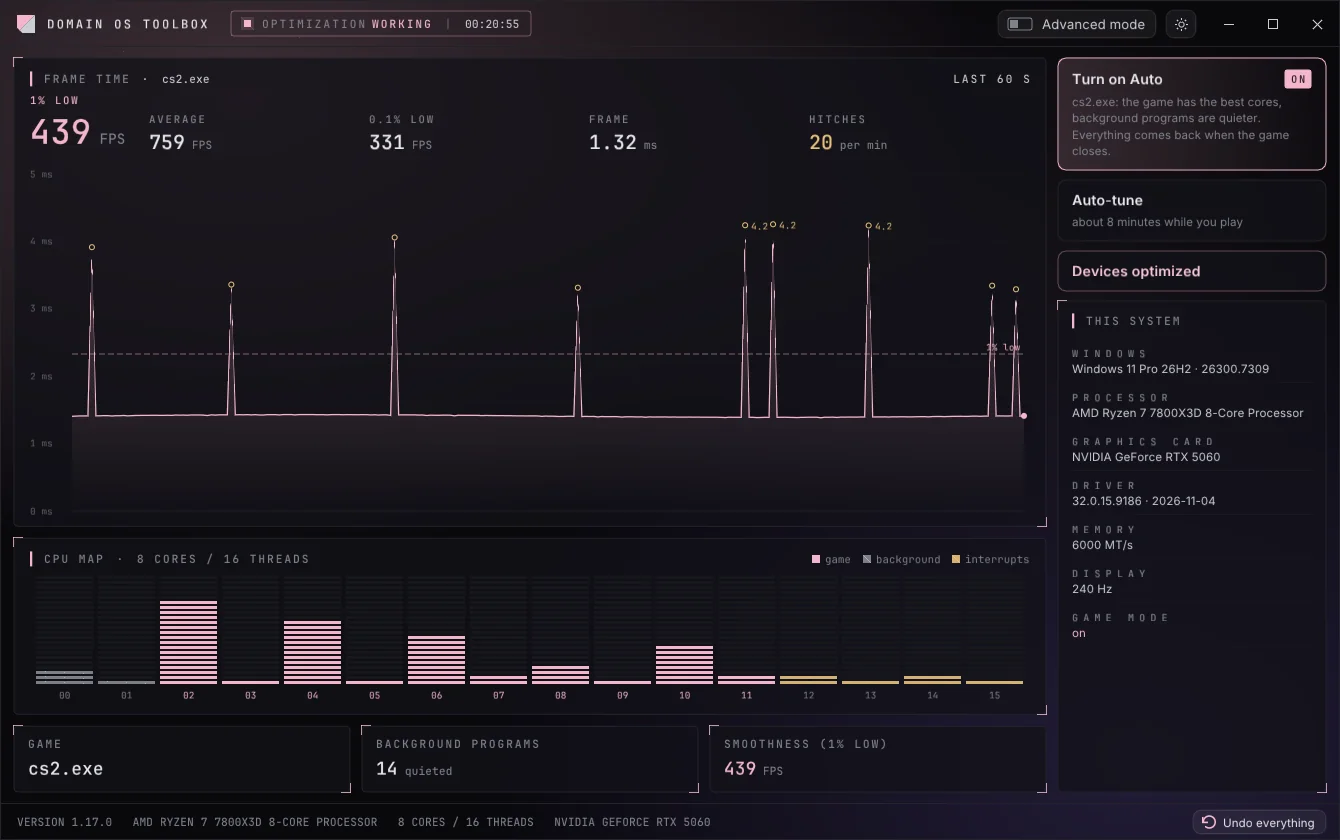 DOMAIN OS TOOLBOX
OPTIMIZATION WORKING | 00:20:55
Advanced mode
FRAME TIME · cs2.exe
LAST 60 S
1% LOW
439 FPS
AVERAGE
759 FPS
0.1% LOW
331 FPS
FRAME
1.32 ms
HITCHES
20 per min
5 ms
4 ms
3 ms
2 ms
1 ms
0 ms
4.2
4.2
4.2
1% low
CPU MAP · 8 CORES / 16 THREADS
game
background
interrupts
00 01 02 03 04 05 06 07 08 09 10 11 12 13 14 15
GAME
cs2.exe
BACKGROUND PROGRAMS
14 quieted
SMOOTHNESS (1% LOW)
439 FPS
Turn on Auto
ON
cs2.exe: the game has the best cores,
background programs are quieter.
Everything comes back when the game
closes.
Auto-tune
about 8 minutes while you play
Devices optimized
THIS SYSTEM
WINDOWS
Windows 11 Pro 26H2 · 26300.7309
PROCESSOR
AMD Ryzen 7 7800X3D 8-Core Processor
GRAPHICS CARD
NVIDIA GeForce RTX 5060
DRIVER
32.0.15.9186 · 2026-11-04
MEMORY
6000 MT/s
DISPLAY
240 Hz
GAME MODE
on
VERSION 1.17.0 AMD RYZEN 7 7800X3D 8-CORE PROCESSOR 8 CORES / 16 THREADS NVIDIA GEFORCE RTX 5060
Undo everything